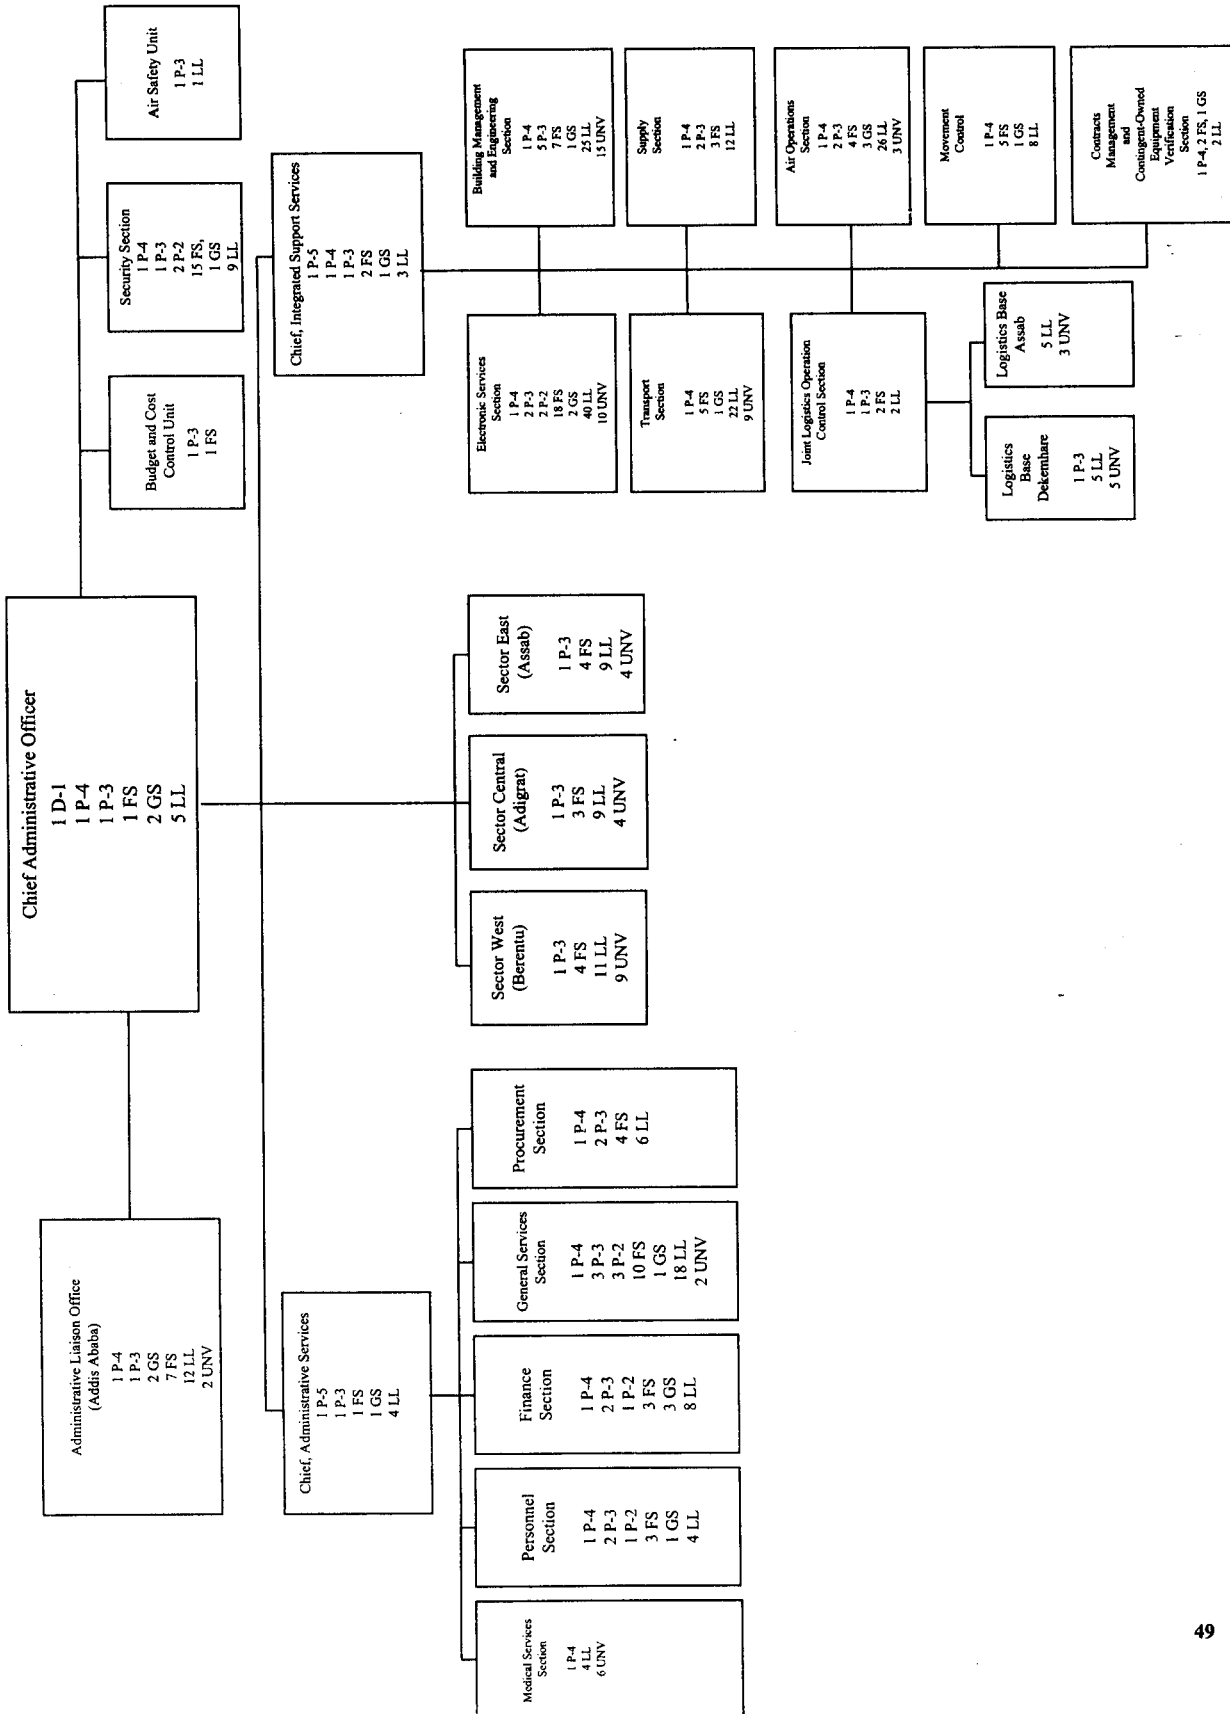 Chief Administrative Officer
1 D-1
1 P-4
1 P-3
1 FS
2 GS
5 LL
Administrative Liaison Office
(Addis Ababa)
1 P-4
1 P-3
2 GS
7 FS
12 LL
2 UNV
Budget and Cost
Control Unit
1 P-3
1 FS
Security Section
1 P-4
1 P-3
2 P-2
15 FS,
1 GS
9 LL
Air Safety Unit
1 P-3
1 LL
Chief, Administrative Services
1 P-5
1 P-3
1 FS
1 GS
4 LL
Chief, Integrated Support Services
1 P-5
1 P-4
1 P-3
2 FS
1 GS
3 LL
Medical Services
Section
1 P-4
4 LL
6 UNV
Personnel
Section
1 P-4
2 P-3
1 P-2
3 FS
1 GS
4 LL
Finance
Section
1 P-4
2 P-3
1 P-2
3 FS
3 GS
8 LL
General Services
Section
1 P-4
3 P-3
3 P-2
10 FS
1 GS
18 LL
2 UNV
Procurement
Section
1 P-4
2 P-3
4 FS
6 LL
Sector West
(Berentu)
1 P-3
4 FS
11 LL
9 UNV
Sector Central
(Adigrat)
1 P-3
3 FS
9 LL
4 UNV
Sector East
(Assab)
1 P-3
4 FS
9 LL
4 UNV
Electronic Services
Section
1 P-4
2 P-3
2 P-2
18 FS
2 GS
40 LL
10 UNV
Building Management
and Engineering
Section
1 P-4
5 P-3
7 FS
1 GS
25 LL
15 UNV
Transport
Section
1 P-4
5 FS
1 GS
22 LL
9 UNV
Supply
Section
1 P-4
2 P-3
3 FS
12 LL
Joint Logistics Operation
Control Section
1 P-4
1 P-3
2 FS
2 LL
Air Operations
Section
1 P-4
2 P-3
4 FS
3 GS
26 LL
3 UNV
Movement
Control
1 P-4
5 FS
1 GS
8 LL
Logistics
Base
Dekemhare
1 P-3
5 LL
5 UNV
Logistics Base
Assab
5 LL
3 UNV
Contracts
Management
and
Contingent-Owned
Equipment
Verification
Section
1 P-4, 2 FS, 1 GS
2 LL
49